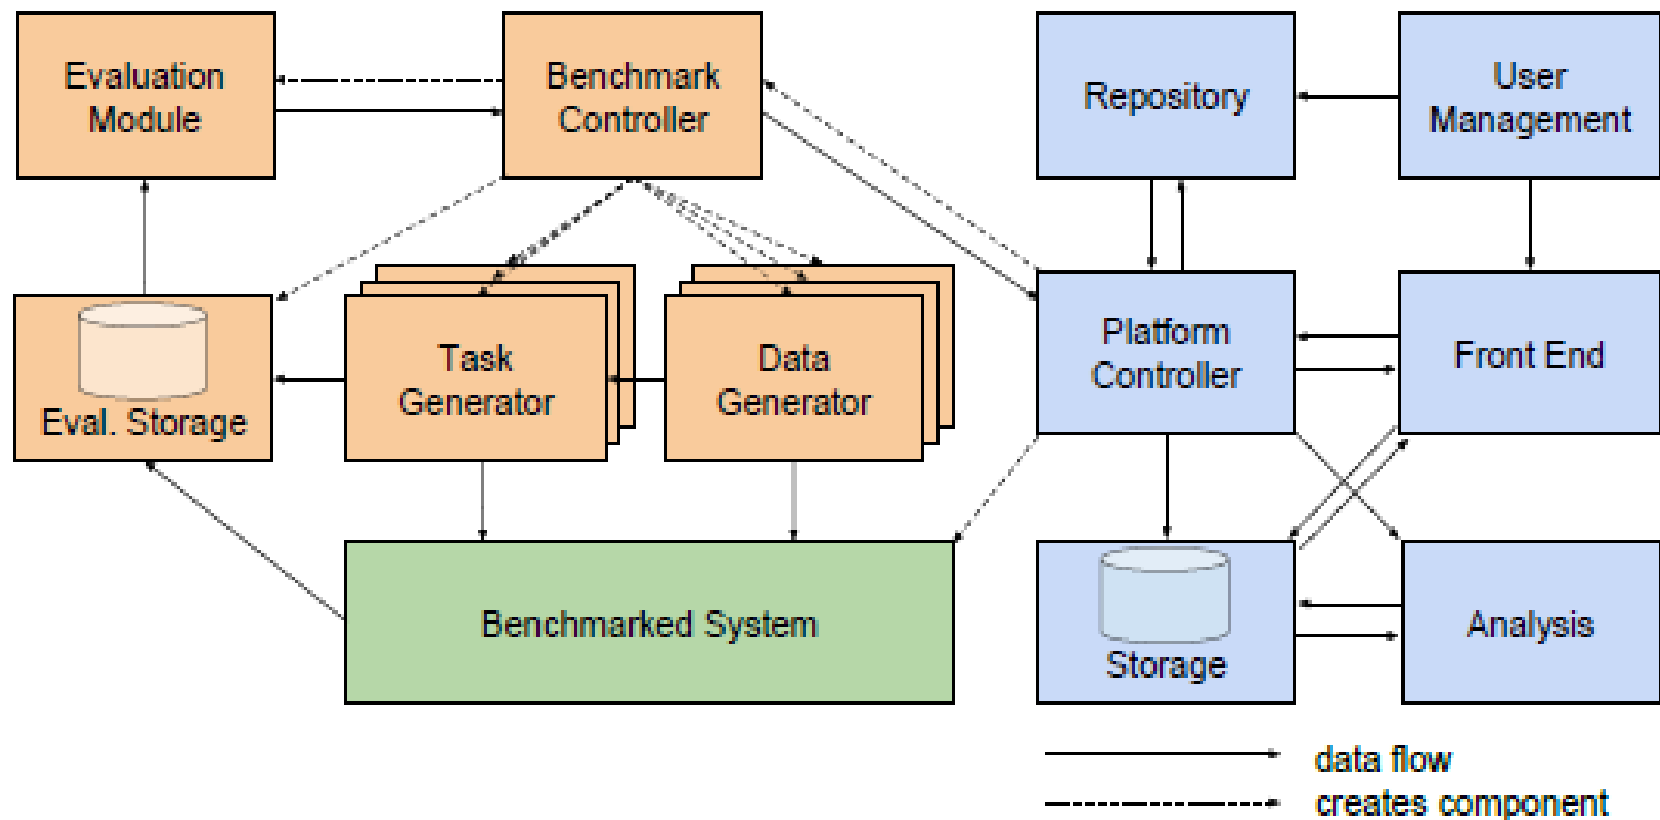 Evaluation
Module
Benchmark
Controller
Repository
User
Management
Eval. Storage
Task
Generator
Data
Generator
Platform
Controller
Front End
Benchmarked System
Storage
Analysis
data flow
creates component